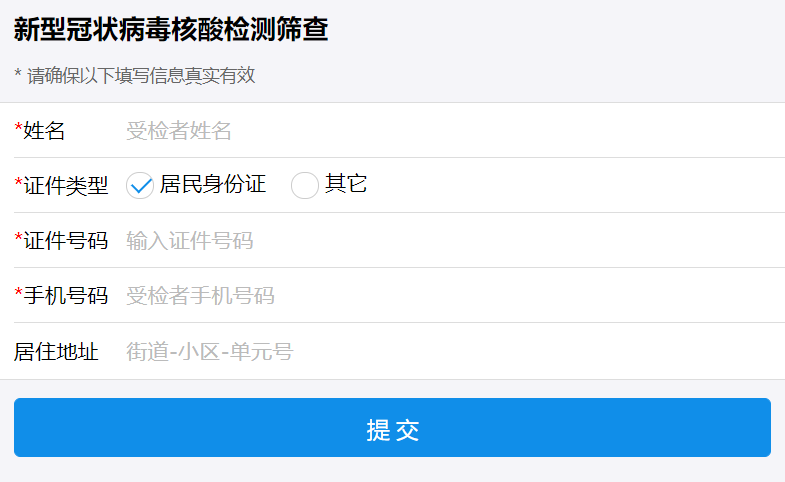 新型冠状病毒核酸检测筛查
* 请确保以下填写信息真实有效
*姓名 受检者姓名
*证件类型 居民身份证 其它
*证件号码 输入证件号码
*手机号码 受检者手机号码
居住地址 街道-小区-单元号
提交